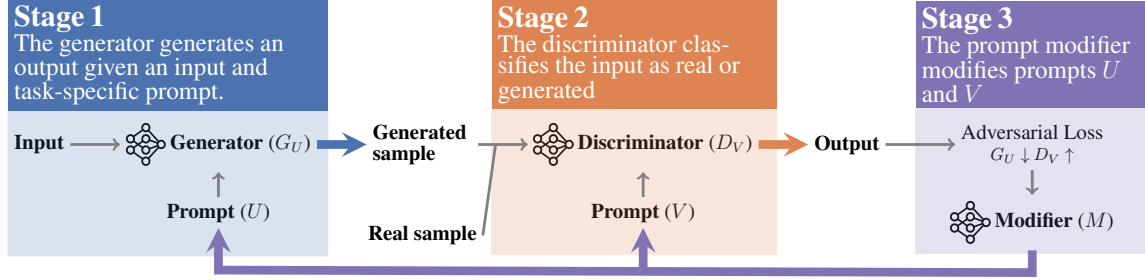 Stage 1
The generator generates an
output given an input and
task-specific prompt.
Input
Generator (G_U)
Prompt (U)
Generated
sample
Real sample
Stage 2
The discriminator clas-
sifies the input as real or
generated
Discriminator (D_V)
Prompt (V)
Output
Stage 3
The prompt modifier
modifies prompts U
and V
Adversarial Loss
G_U ↓ D_V ↑
Modifier (M)